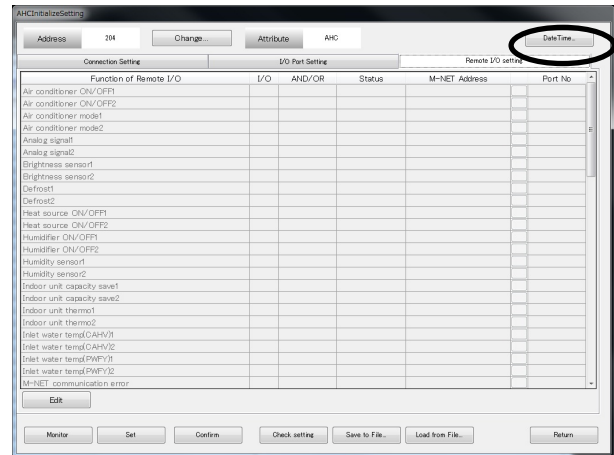 AHCInitializeSetting
Address 204 Change... Attribute AHC DateTime...
Connection Setting I/O Port Setting Remote I/O setting
Function of Remote I/O I/O AND/OR Status M-NET Address Port No
Air conditioner ON/OFF1
Air conditioner ON/OFF2
Air conditioner mode1
Air conditioner mode2
Analog signal1
Analog signal2
Brightness sensor1
Brightness sensor2
Defrost1
Defrost2
Heat source ON/OFF1
Heat source ON/OFF2
Humidifier ON/OFF1
Humidifier ON/OFF2
Humidity sensor1
Humidity sensor2
Indoor unit capacity save1
Indoor unit capacity save2
Indoor unit thermo1
Indoor unit thermo2
Inlet water temp(CAHV)1
Inlet water temp(CAHV)2
Inlet water temp(PWFY)1
Inlet water temp(PWFY)2
M-NET communication error
Edit
Monitor Set Confirm Check setting Save to File... Load from File... Return